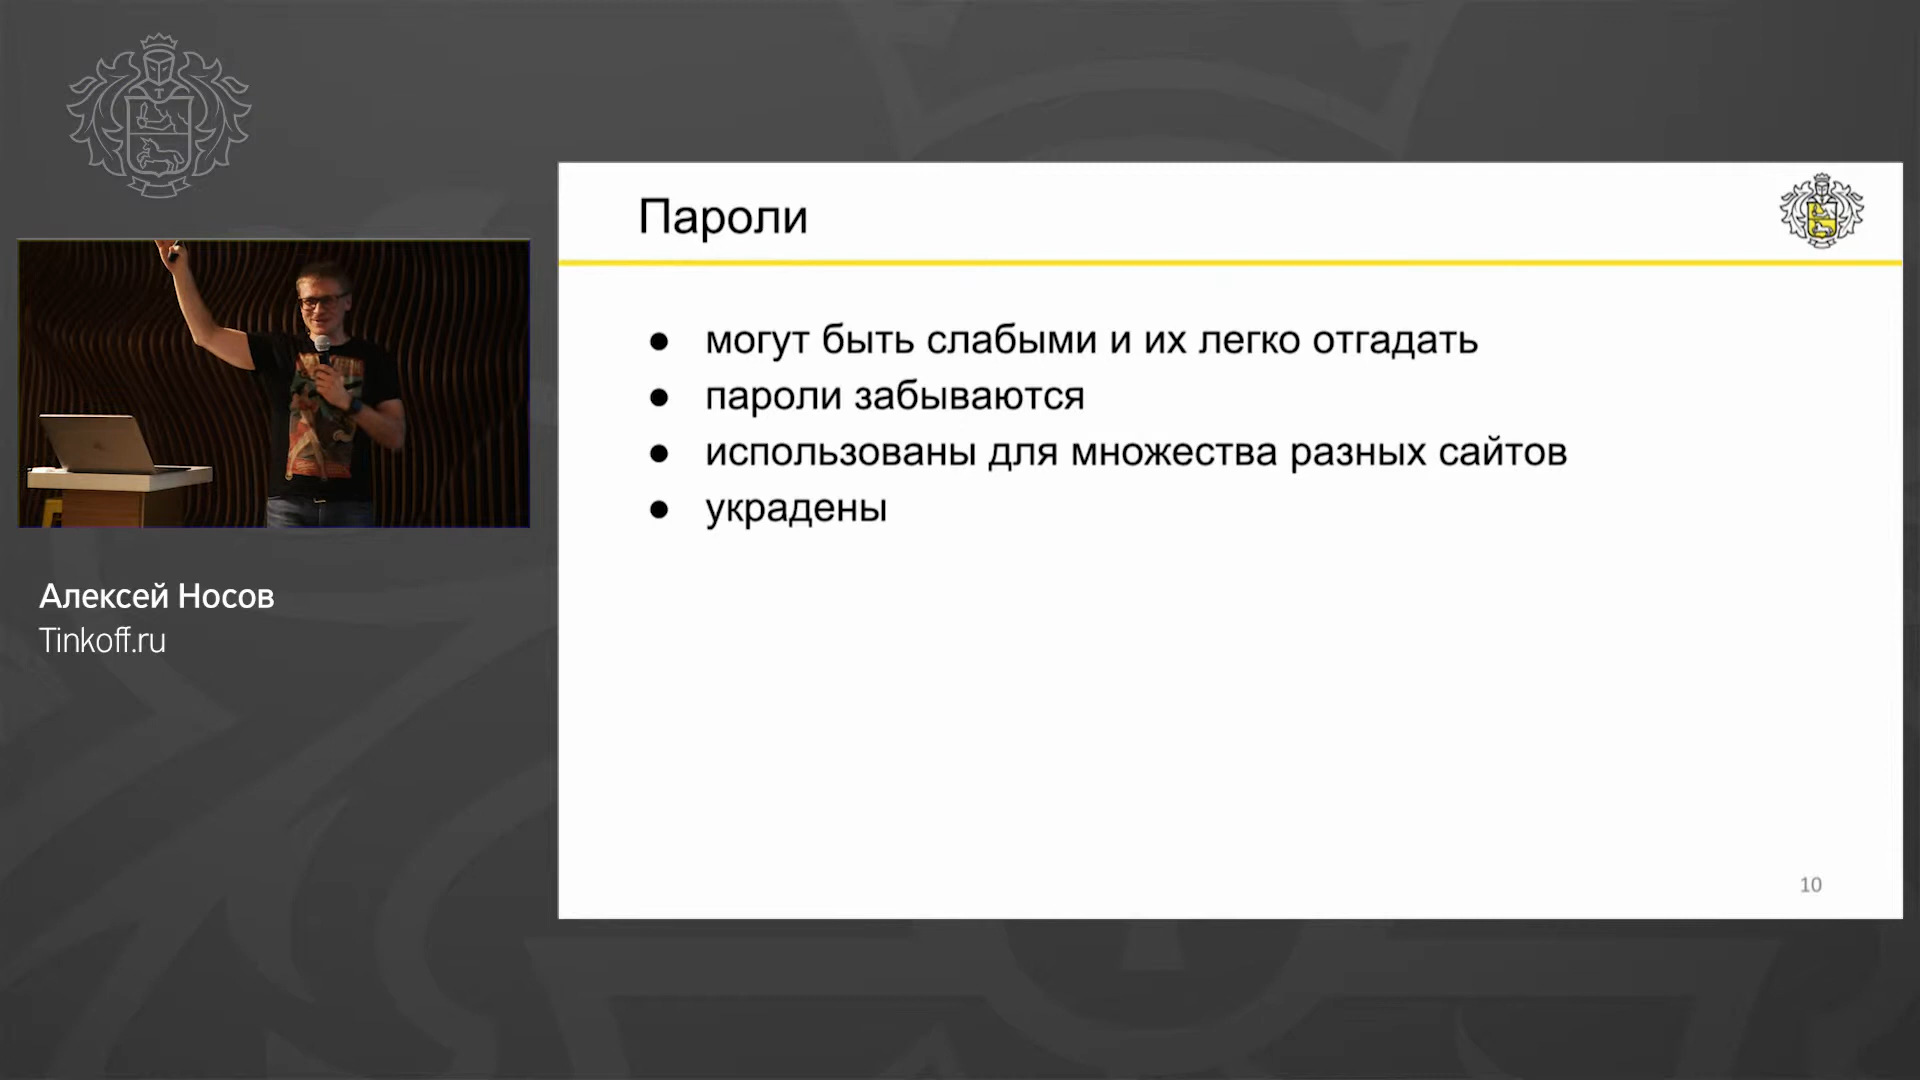 Пароли
могут быть слабыми и их легко отгадать
пароли забываются
использованы для множества разных сайтов
украдены
10
Алексей Носов
Tinkoff.ru